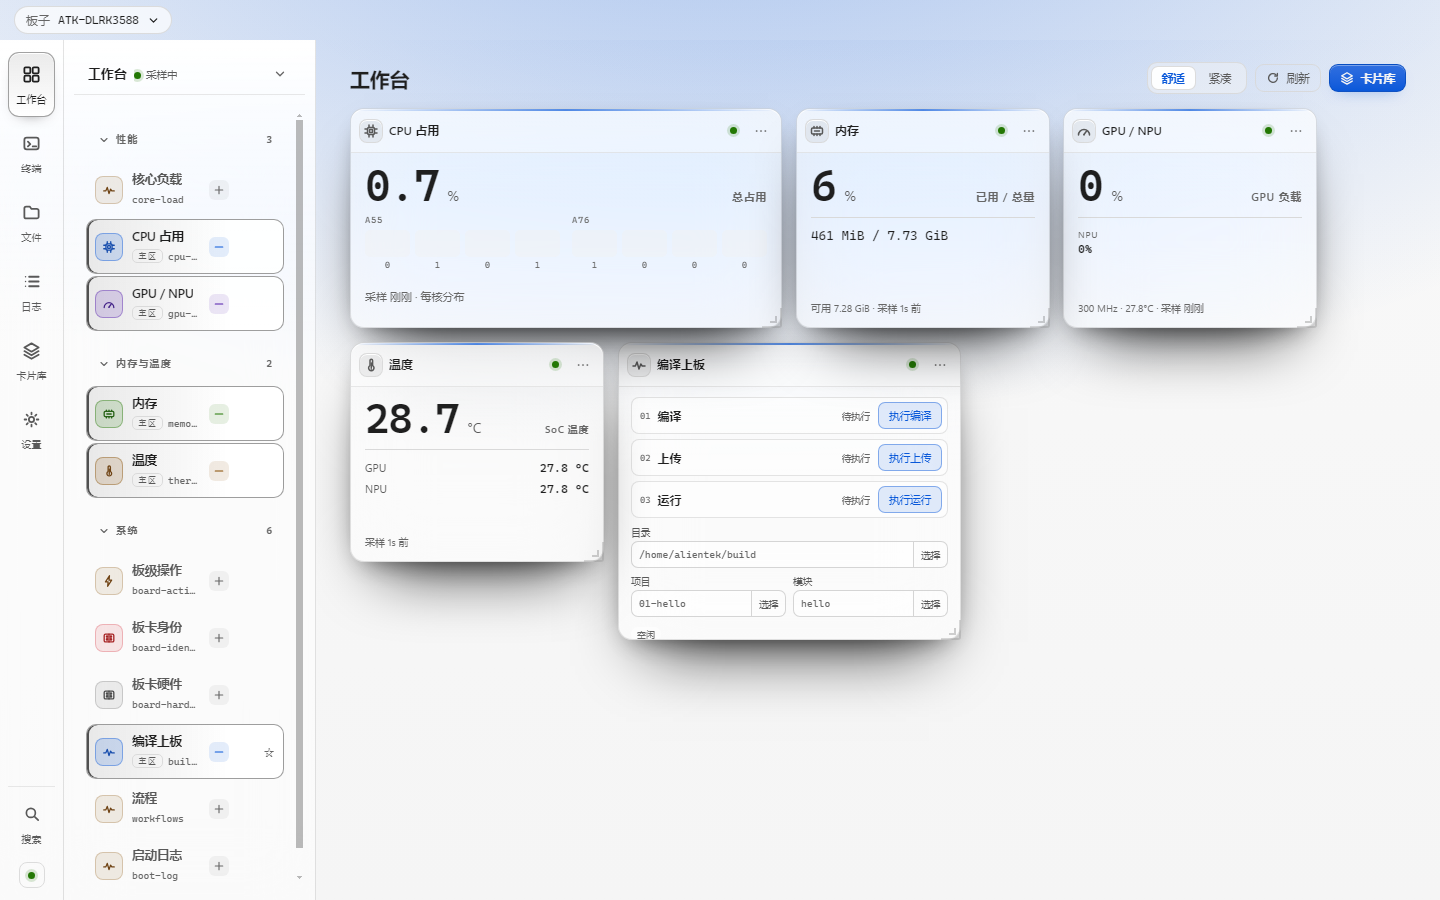 板子 ATK-DLRK3588
工作台
终端
文件
日志
卡片库
设置
搜索
工作台 采样中
性能 3
核心负载
core-load
CPU 占用
主区 cpu-…
GPU / NPU
主区 gpu-…
内存与温度 2
内存
主区 memo…
温度
主区 ther…
系统 6
板级操作
board-acti…
板卡身份
board-iden…
板卡硬件
board-hard…
编译上板
主区 buil…
流程
workflows
启动日志
boot-log
工作台
舒适 紧凑 刷新 卡片库
CPU 占用
0.7 %
总占用
A55 A76
0 1 0 1 1 0 0 0
采样 刚刚 · 每核分布
内存
6 %
已用 / 总量
461 MiB / 7.73 GiB
可用 7.28 GiB · 采样 1s 前
GPU / NPU
0 %
GPU 负载
NPU
0%
300 MHz · 27.8°C · 采样 刚刚
温度
28.7 °C
SoC 温度
GPU 27.8 °C
NPU 27.8 °C
采样 1s 前
编译上板
01 编译 待执行 执行编译
02 上传 待执行 执行上传
03 运行 待执行 执行运行
目录
/home/alientek/build 选择
项目 模块
01-hello 选择 hello 选择
空闲